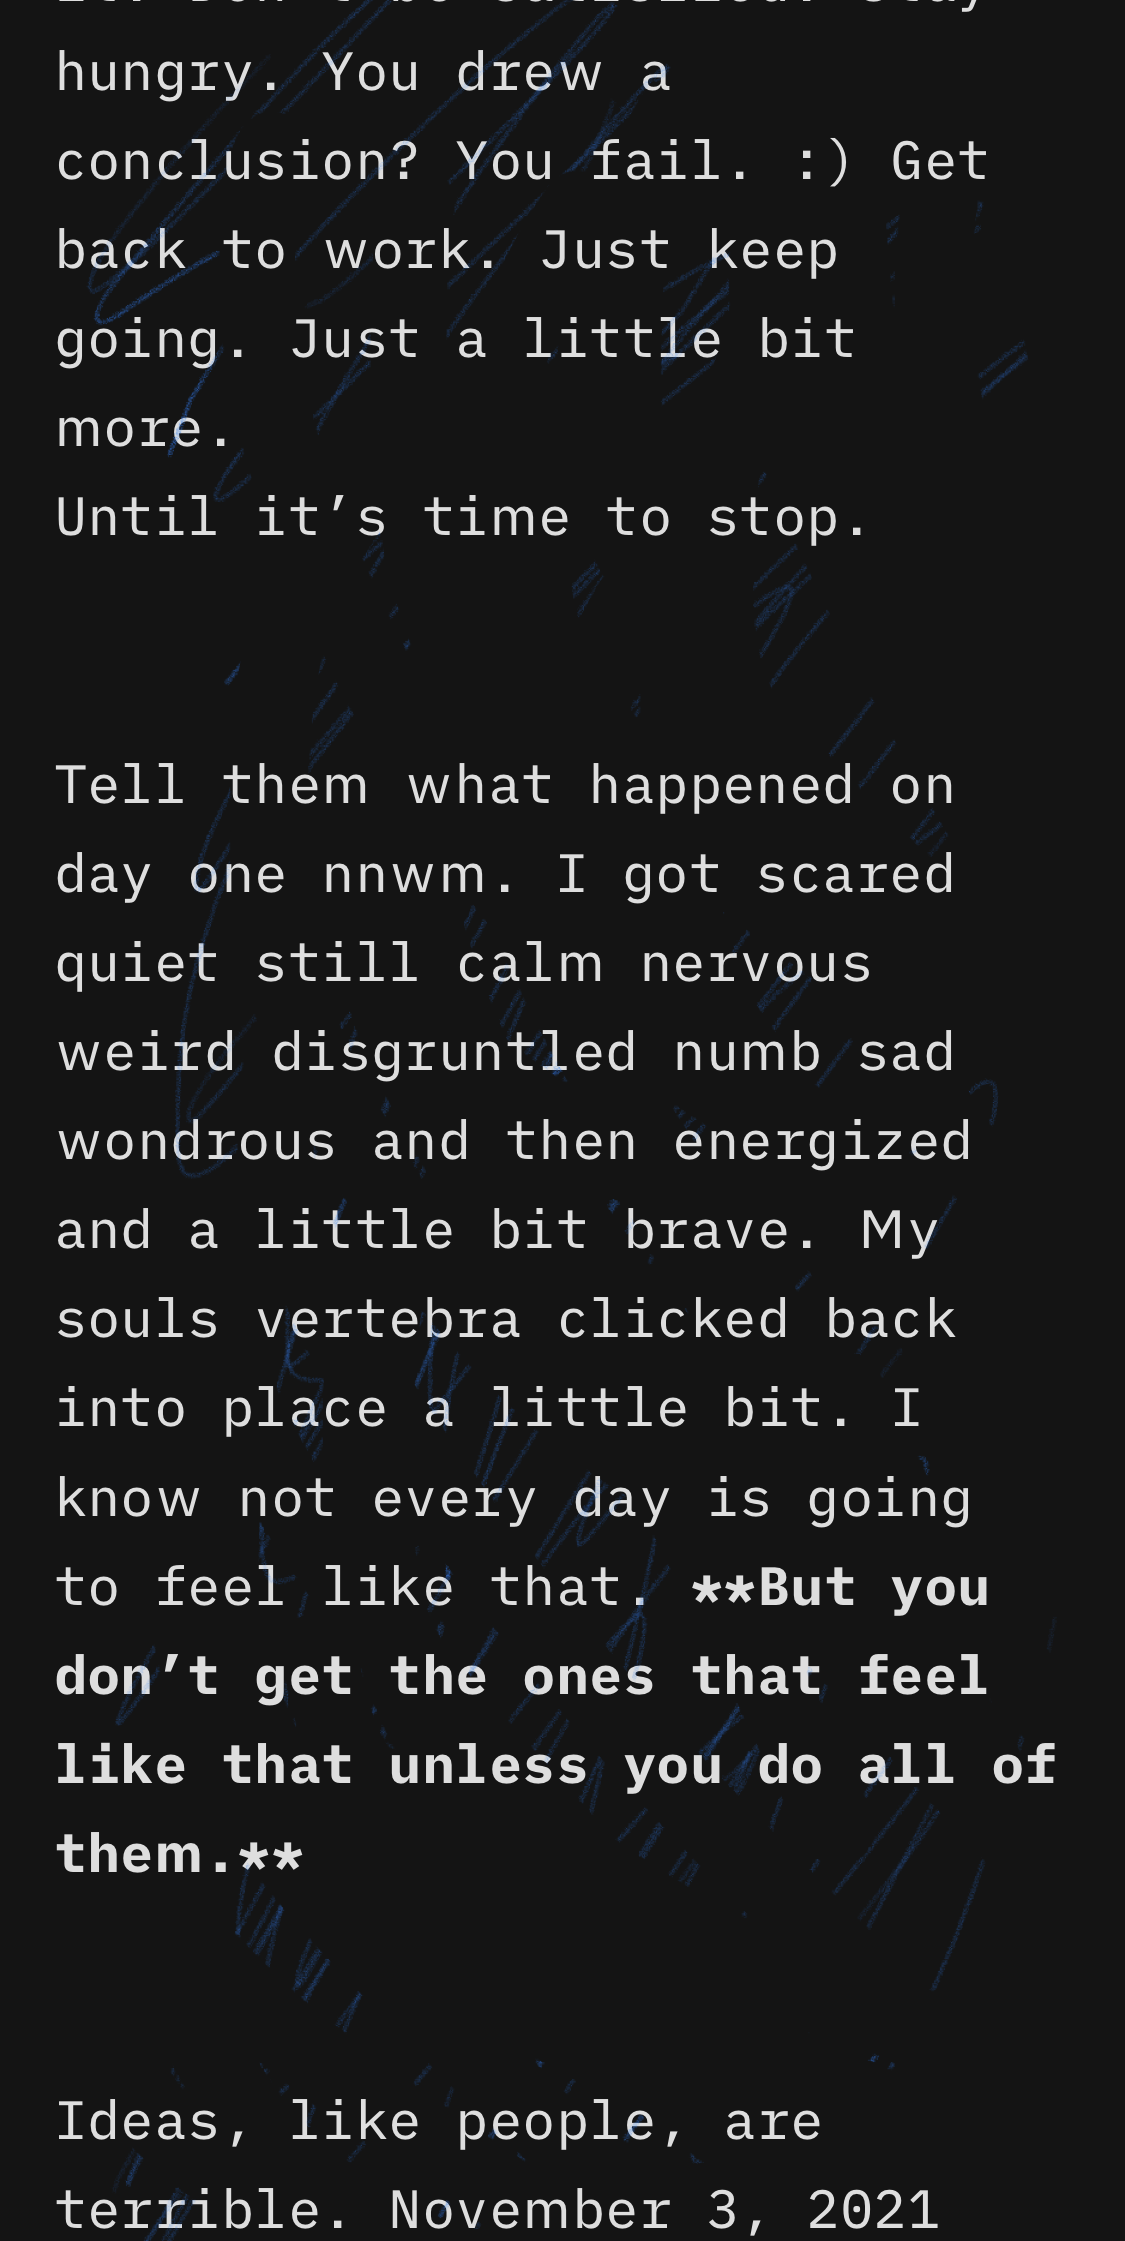 hungry. You drew a
conclusion? You fail. :) Get
back to work. Just keep
going. Just a little bit
more.
Until it’s time to stop.
Tell them what happened on
day one nnwm. I got scared
quiet still calm nervous
weird disgruntled numb sad
wondrous and then energized
and a little bit brave. My
souls vertebra clicked back
into place a little bit. I
know not every day is going
to feel like that. **But you
don’t get the ones that feel
like that unless you do all of
them.**
Ideas, like people, are
terrible. November 3, 2021